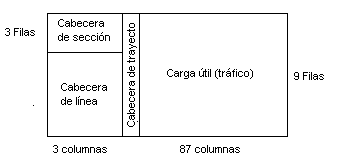 3 Filas
Cabecera
de sección
Cabecera
de línea
Cabecera de trayecto
Carga útil (tráfico)
9 Filas
3 columnas
87 columnas